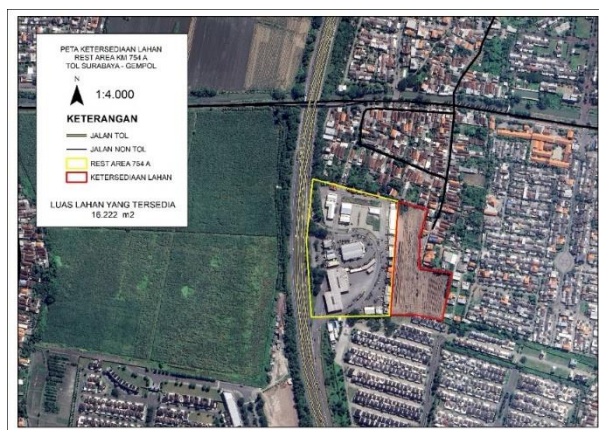 PETA KETERSEDIAAN LAHAN
REST AREA KM 754 A
TOL SURABAYA - GEMPOL
N
1:4.000
KETERANGAN
JALAN TOL
JALAN NON TOL
REST AREA 754 A
KETERSEDIAAN LAHAN
LUAS LAHAN YANG TERSEDIA
16.222 m2